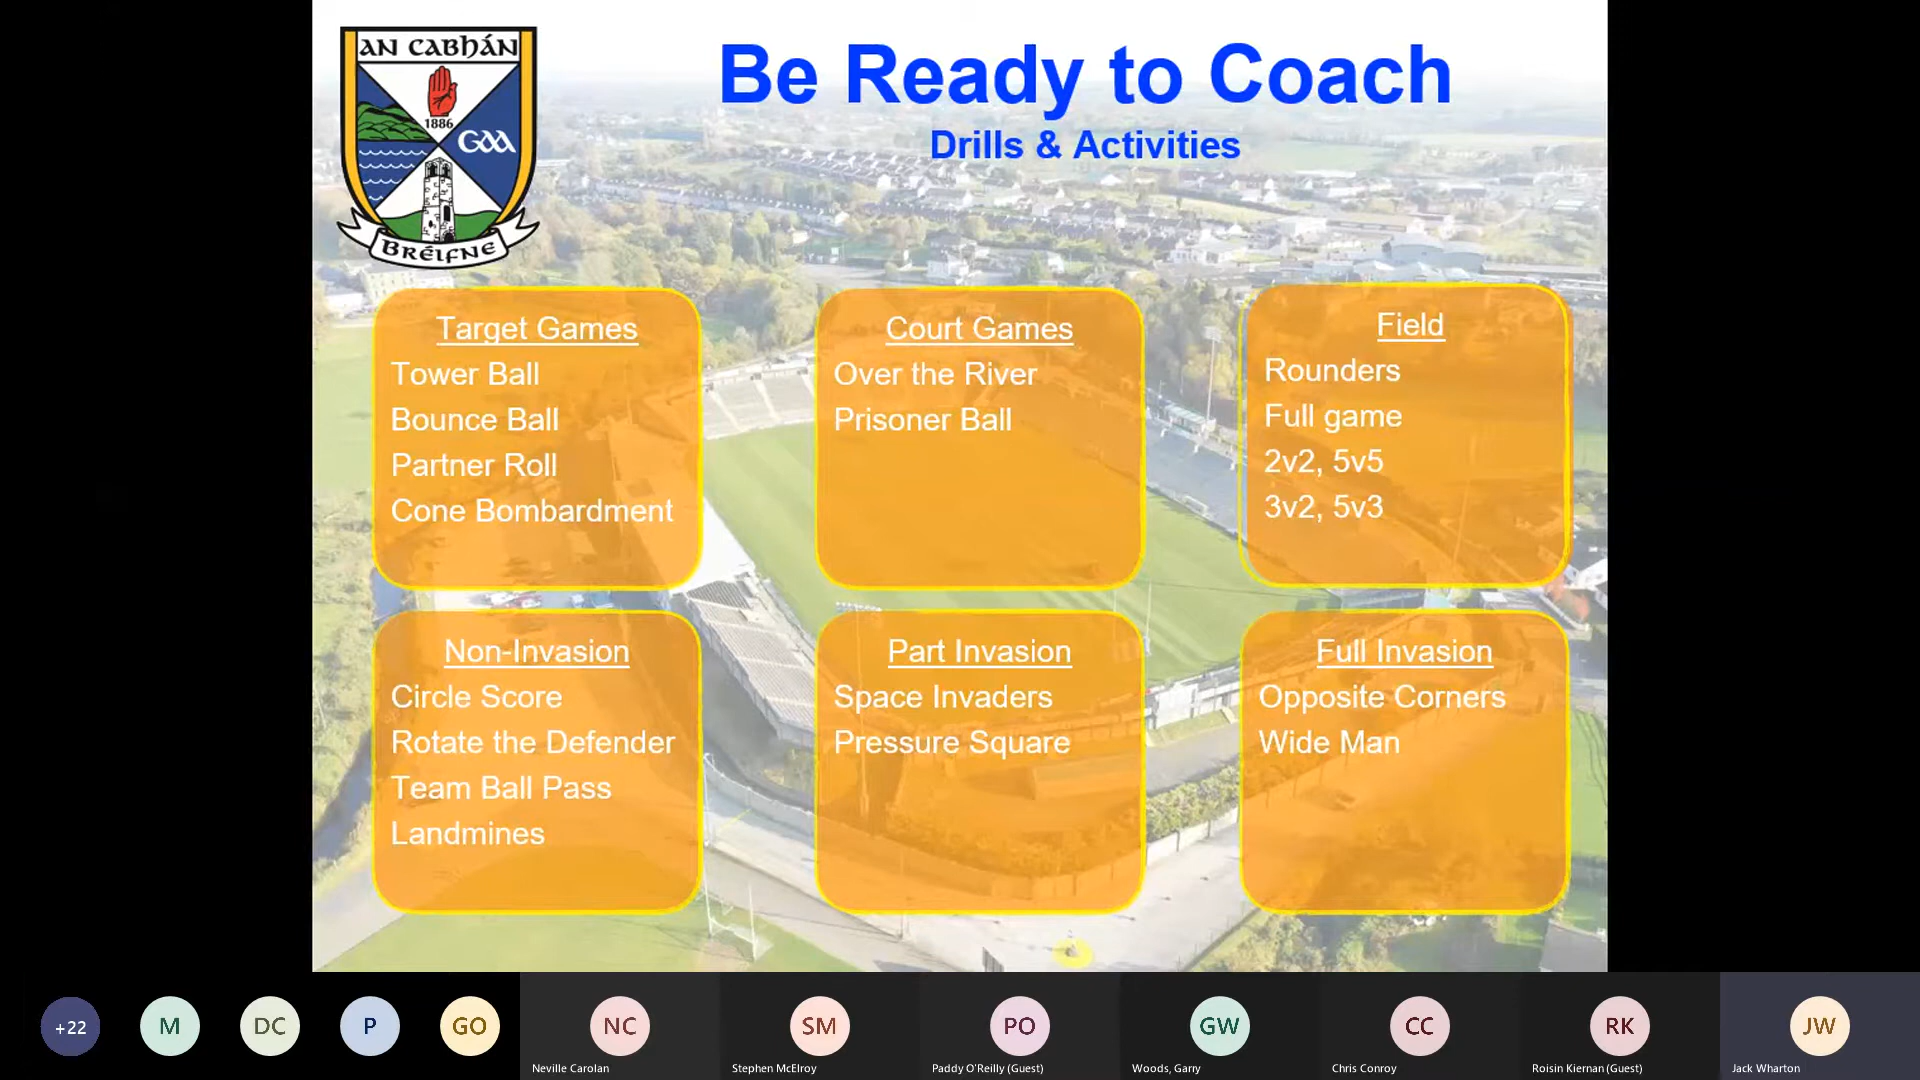 AN CABHÁN
1886
GAA
BRÉIFNE
Be Ready to Coach
Drills & Activities
Target Games
Tower Ball
Bounce Ball
Partner Roll
Cone Bombardment
Court Games
Over the River
Prisoner Ball
Field
Rounders
Full game
2v2, 5v5
3v2, 5v3
Non-Invasion
Circle Score
Rotate the Defender
Team Ball Pass
Landmines
Part Invasion
Space Invaders
Pressure Square
Full Invasion
Opposite Corners
Wide Man
+22
M
DC
P
GO
NC
SM
PO
GW
CC
RK
JW
Neville Carolan
Stephen McElroy
Paddy O'Reilly (Guest)
Woods, Garry
Chris Conroy
Roisin Kiernan (Guest)
Jack Wharton